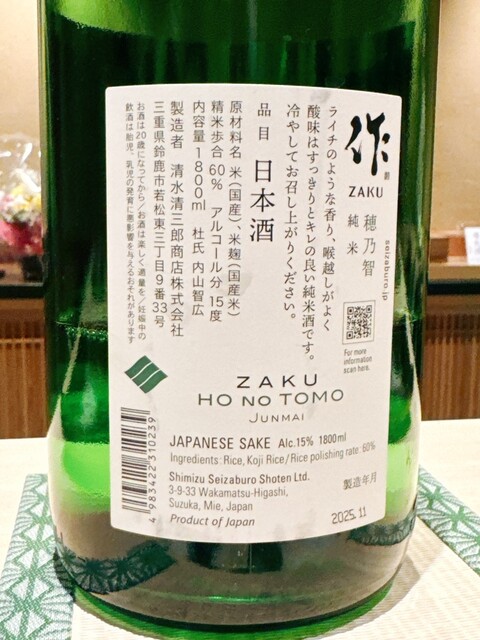 作
ZAKU
穂乃智
純米
seizaburo.jp
For more
information
scan here.
ライチのような香り、喉越しがよく
酸味はすっきりとキレの良い純米酒です。
冷やしてお召し上がりください。
品目 日本酒
原材料名 米(国産)、米麹(国産米)
精米歩合 60% アルコール分 15度
内容量 1800ml 杜氏 内山智広
製造者 清水清三郎商店株式会社
三重県鈴鹿市若松東三丁目9番33号
お酒は20歳になってから/お酒は楽しく適量を/妊娠中の
飲酒は胎児・乳児の発育に悪影響を与えるおそれがあります
ZAKU
HO NO TOMO
JUNMAI
JAPANESE SAKE Alc.15% 1800ml
Ingredients: Rice, Koji Rice/Rice polishing rate: 60%
Shimizu Seizaburo Shoten Ltd.
3-9-33 Wakamatsu-Higashi,
Suzuka, Mie, Japan
Product of Japan
製造年月
2025.11
4 983422 310239